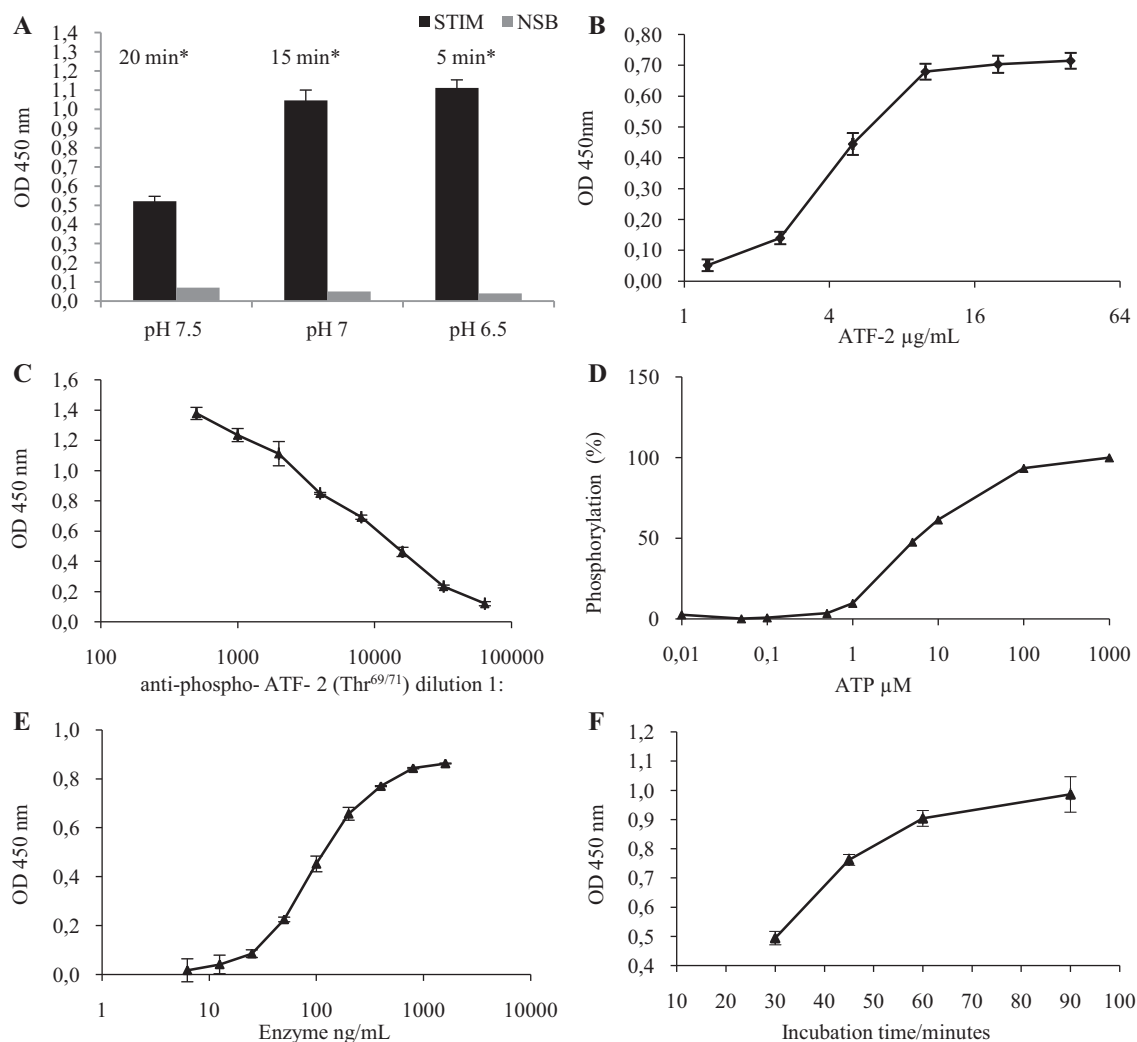 A
STIM NSB
1,4
1,3
1,2
1,1
1,0
0,9
0,8
0,7
0,6
0,5
0,4
0,3
0,2
0,1
0,0
OD 450 nm
20 min* 15 min* 5 min*
pH 7.5 pH 7 pH 6.5
B
0,80
0,70
0,60
0,50
0,40
0,30
0,20
0,10
0,00
OD 450nm
1 4 16 64
ATF-2 µg/mL
C
1,6
1,4
1,2
1,0
0,8
0,6
0,4
0,2
0,0
OD 450 nm
100 1000 10000 100000
anti-phospho- ATF- 2 (Thr69/71) dilution 1:
D
150
100
50
0
Phosphorylation (%)
0,01 0,1 1 10 100 1000
ATP µM
E
1,0
0,8
0,6
0,4
0,2
0,0
OD 450 nm
1 10 100 1000 10000
Enzyme ng/mL
F
1,2
1,1
1,0
0,9
0,8
0,7
0,6
0,5
0,4
OD 450 nm
10 20 30 40 50 60 70 80 90 100
Incubation time/minutes